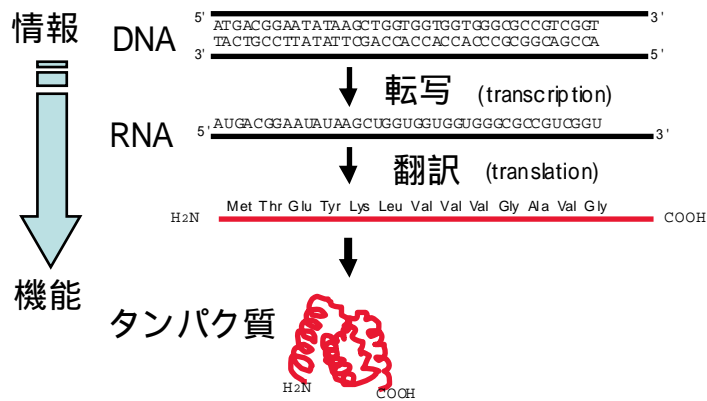 情報
DNA
5' ATGACGGAATATAAGCTGGTGGTGGTGGGCGCCGTCGGT 3'
3' TACTGCCTTATATTCGACCACCACCACCCGCGGCAGCCA 5'
転写 (transcription)
RNA
5' AUGACGGAAUAUAAGCUGGUGGUGGUGGGCGCCGUCGGU 3'
翻訳 (translation)
H2N Met Thr Glu Tyr Lys Leu Val Val Val Gly Ala Val Gly COOH
機能
タンパク質
H2N COOH